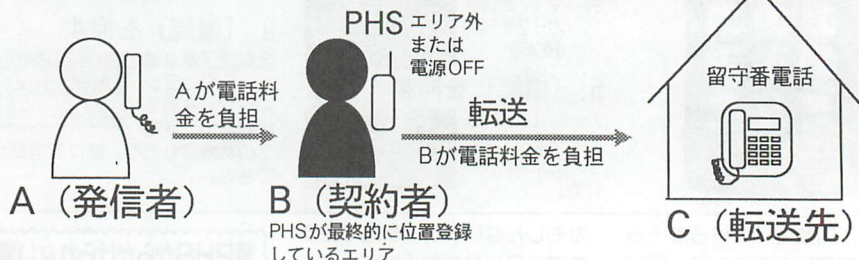 PHS エリア外
または
電源OFF
Aが電話料
金を負担
転送
Bが電話料金を負担
留守番電話
A（発信者）
B（契約者）
PHSが最終的に位置登録
しているエリア
C（転送先）